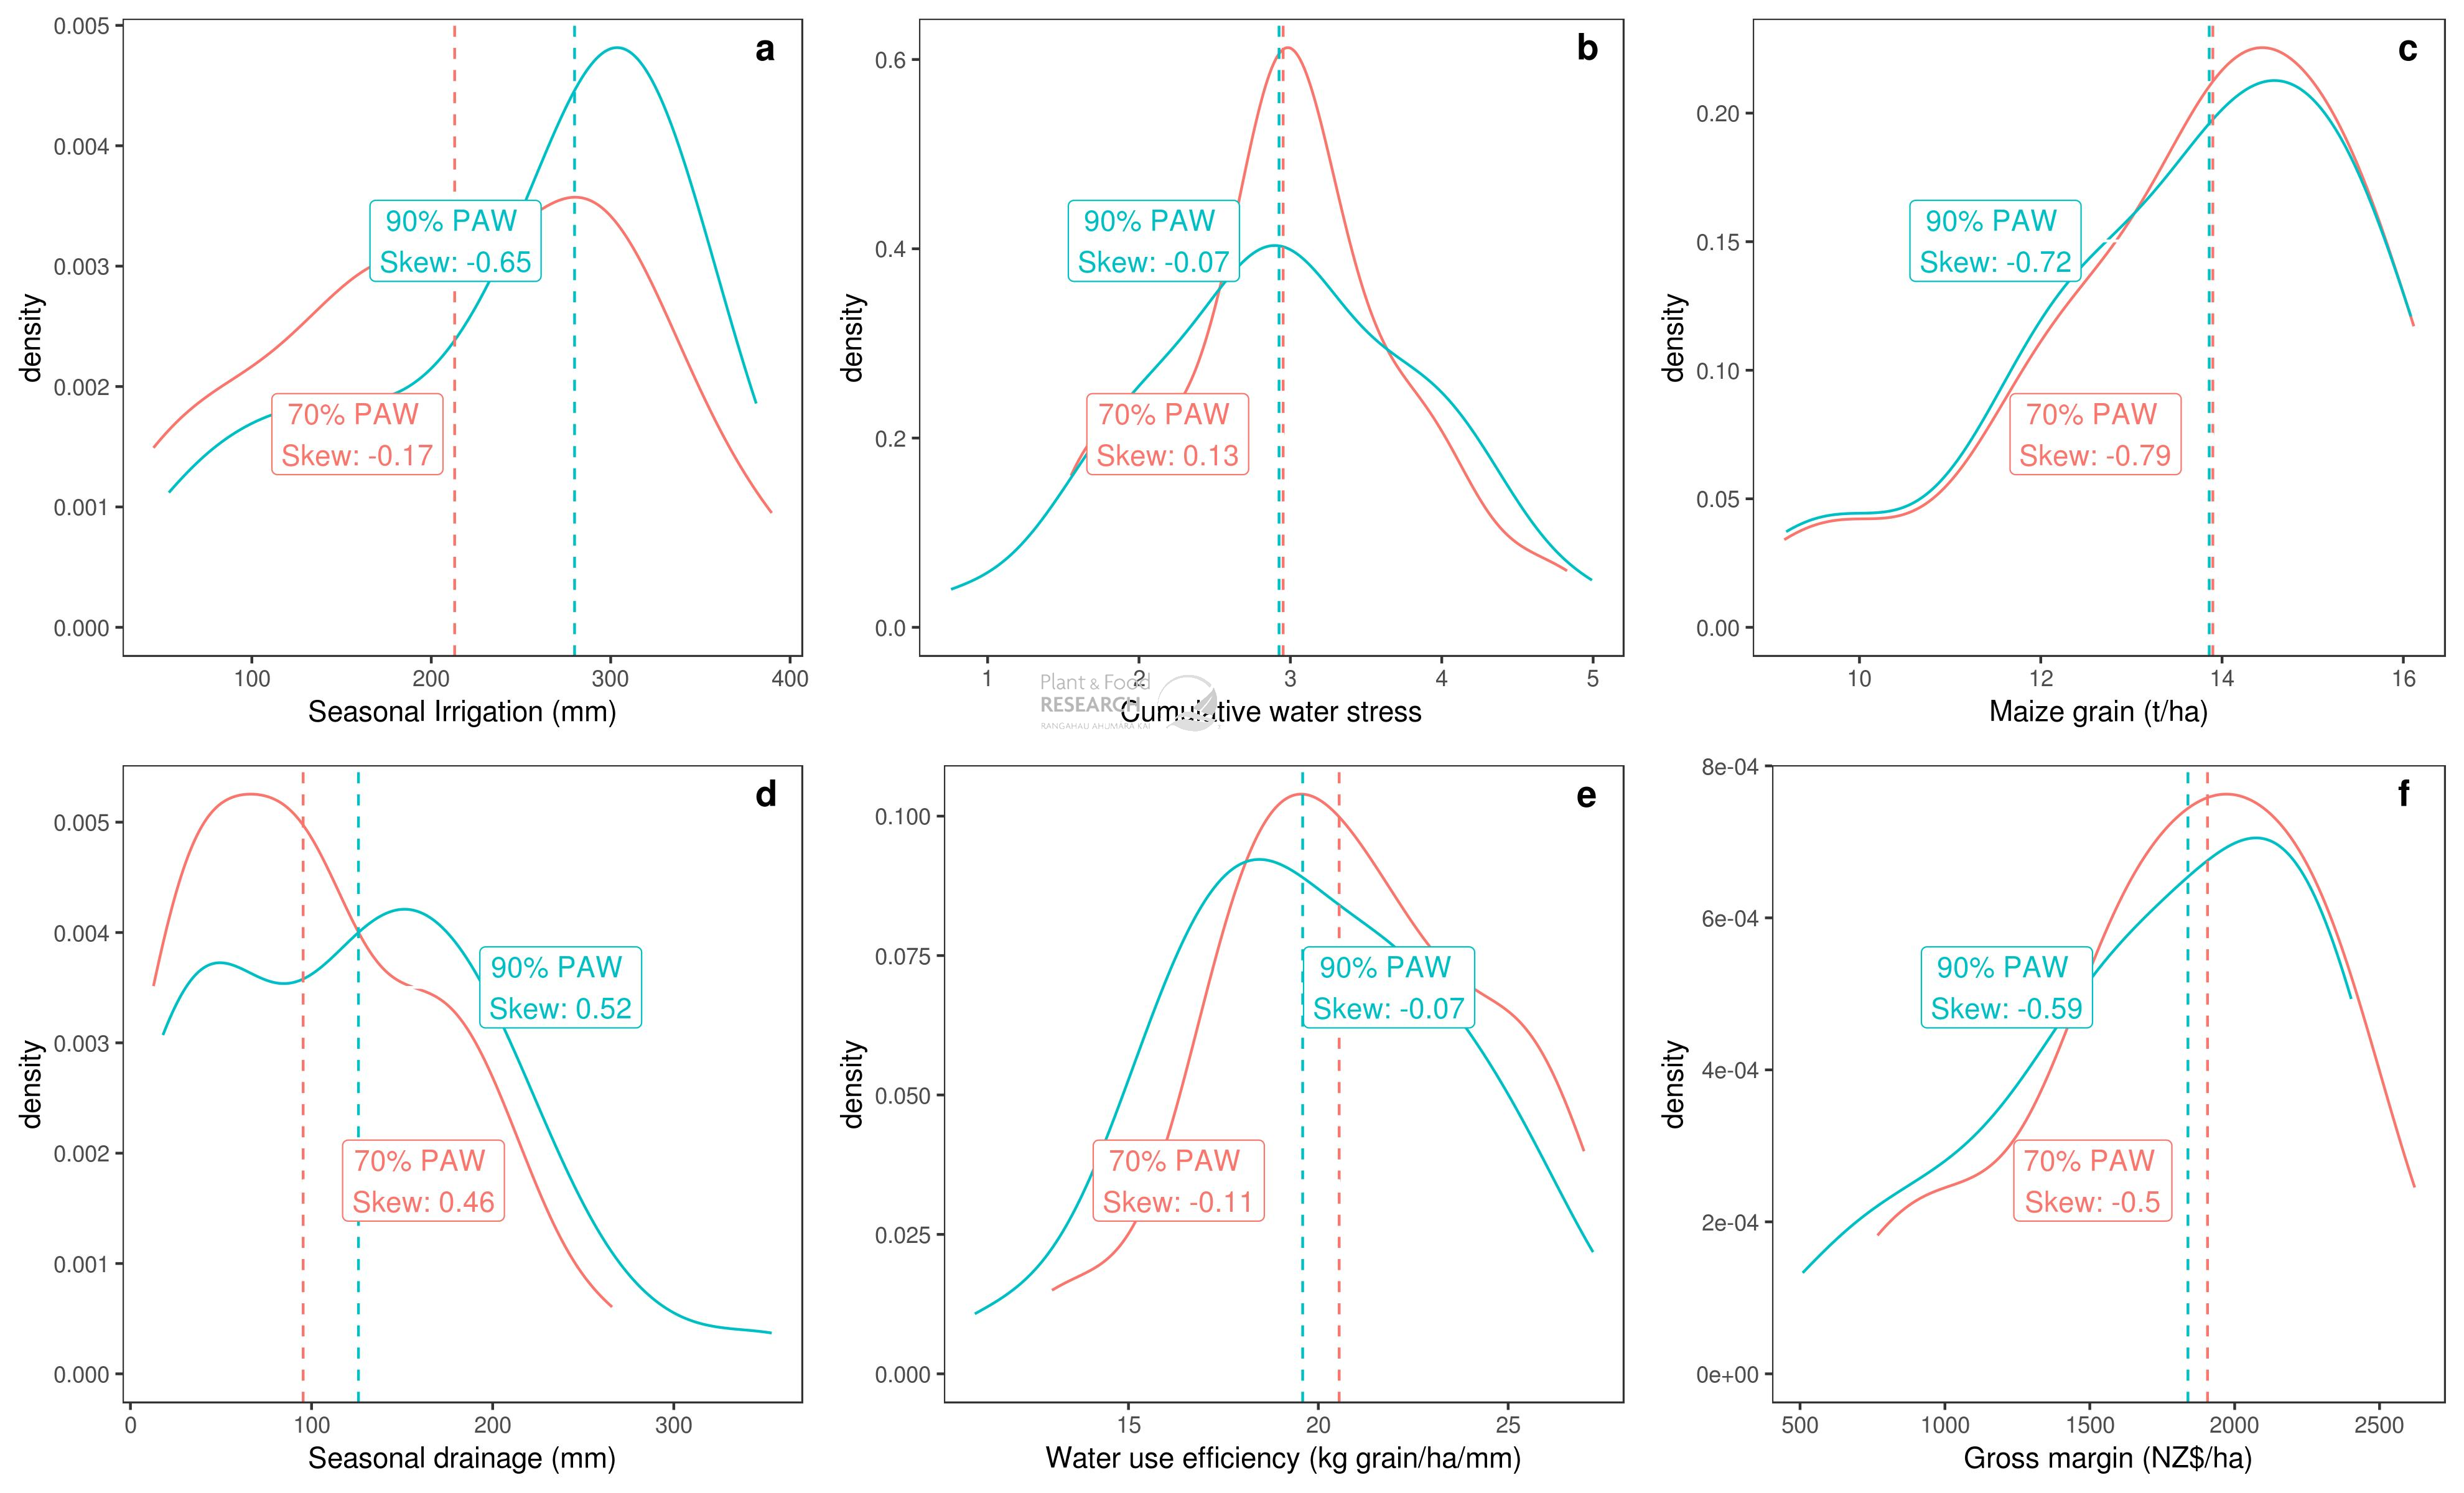 a
0.005
0.004
0.003
0.002
0.001
0.000
density
90% PAW
Skew: -0.65
70% PAW
Skew: -0.17
100 200 300 400
Seasonal Irrigation (mm)
b
0.6
0.4
0.2
0.0
density
90% PAW
Skew: -0.07
70% PAW
Skew: 0.13
1 2 3 4 5
Cumulative water stress
Plant & Food
RESEARCH
RANGAHAU AHUMARA KAI
c
0.20
0.15
0.10
0.05
0.00
density
90% PAW
Skew: -0.72
70% PAW
Skew: -0.79
10 12 14 16
Maize grain (t/ha)
d
0.005
0.004
0.003
0.002
0.001
0.000
density
90% PAW
Skew: 0.52
70% PAW
Skew: 0.46
0 100 200 300
Seasonal drainage (mm)
e
0.100
0.075
0.050
0.025
0.000
density
90% PAW
Skew: -0.07
70% PAW
Skew: -0.11
15 20 25
Water use efficiency (kg grain/ha/mm)
f
8e-04
6e-04
4e-04
2e-04
0e+00
density
90% PAW
Skew: -0.59
70% PAW
Skew: -0.5
500 1000 1500 2000 2500
Gross margin (NZ$/ha)